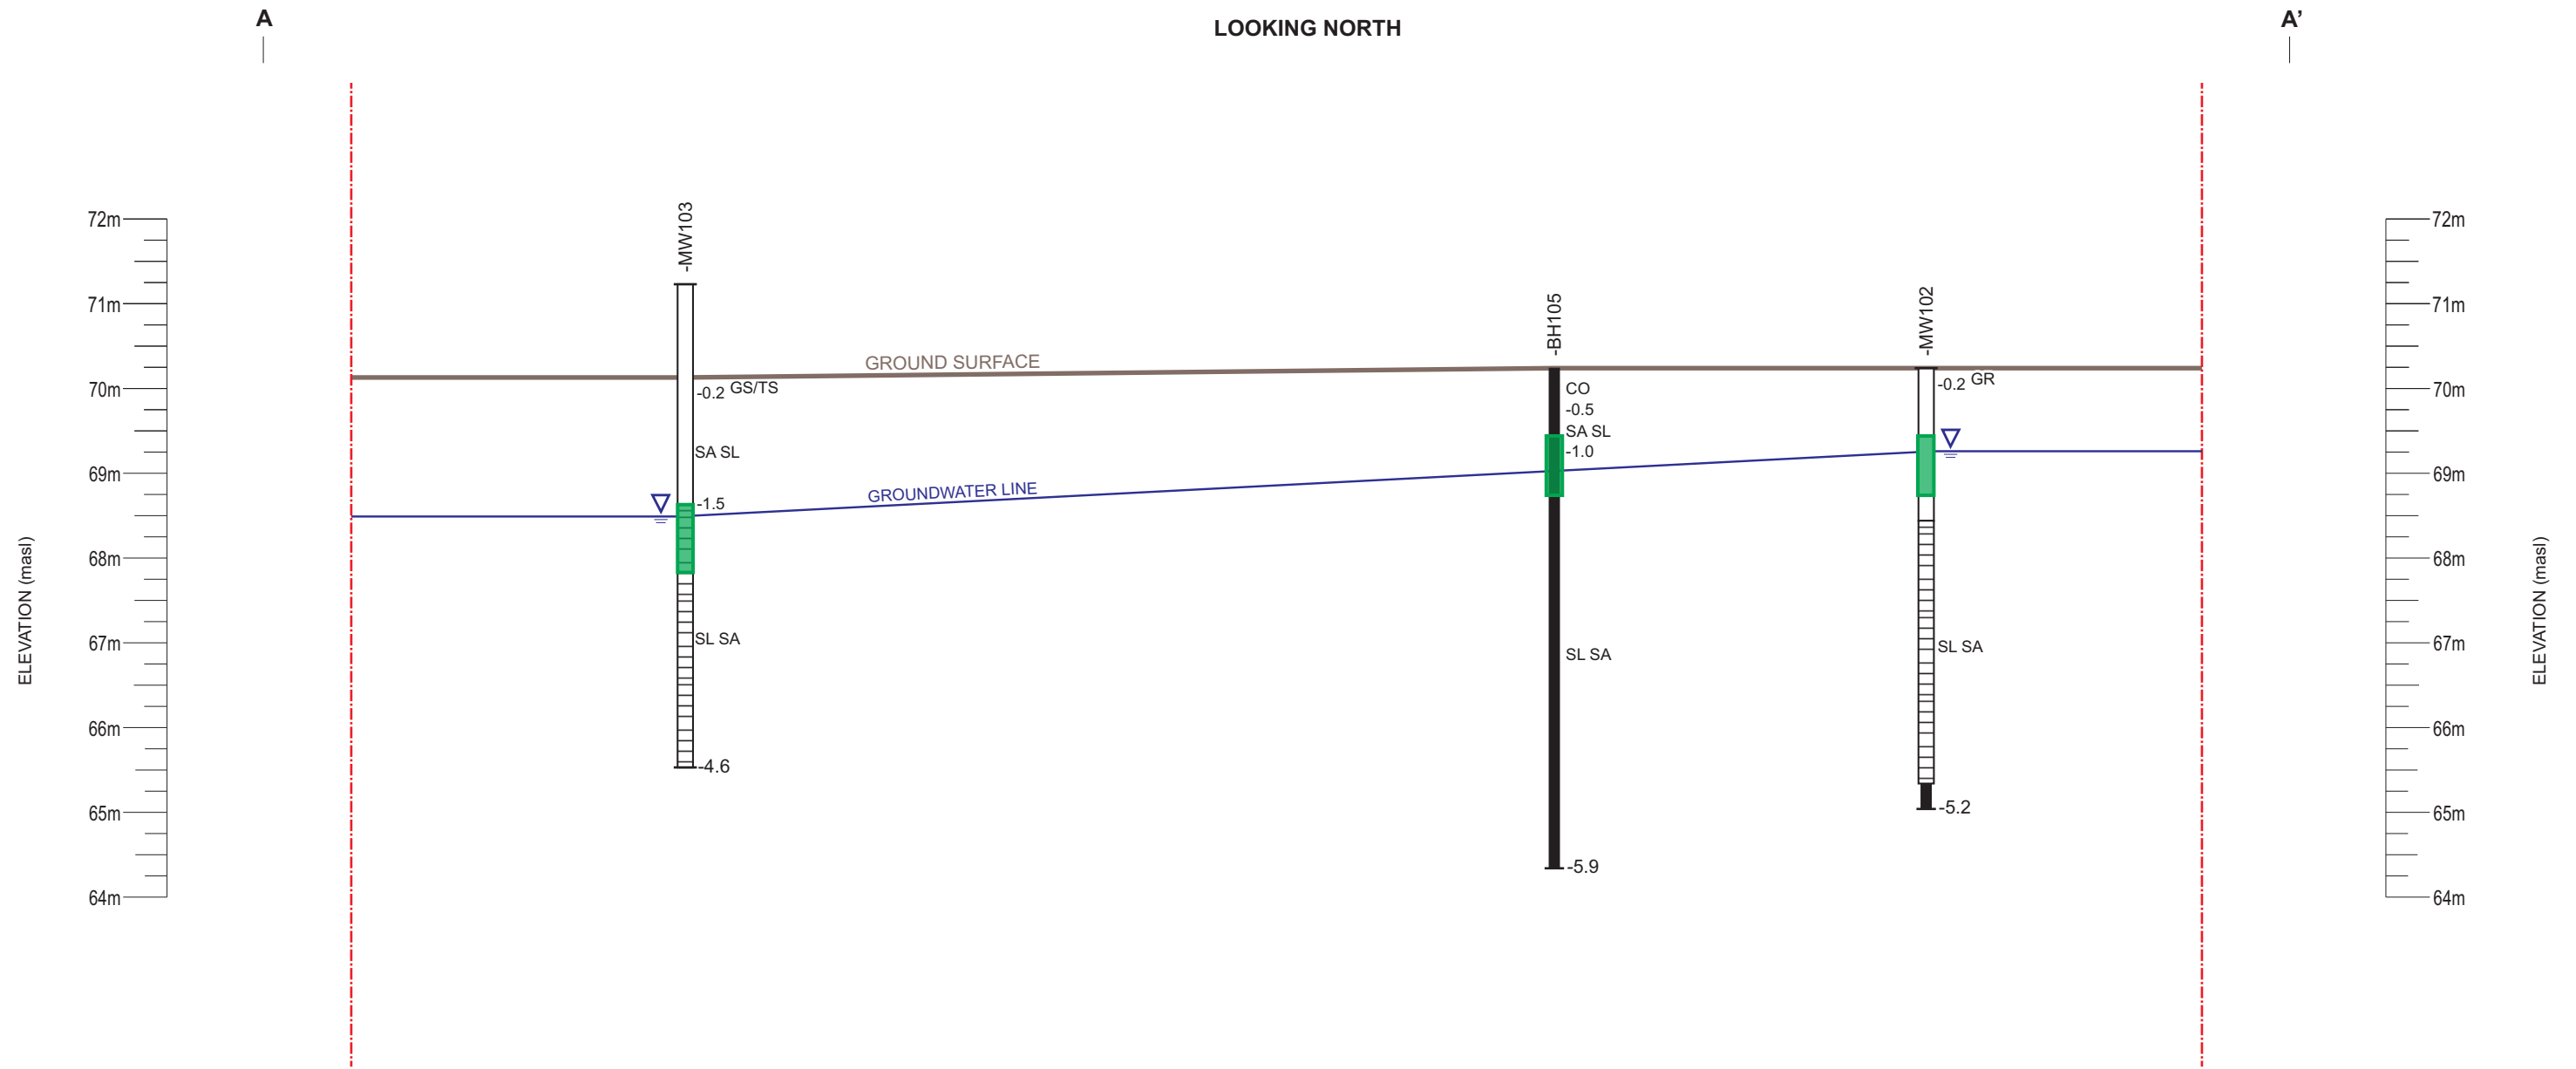 A
LOOKING NORTH
A’
72m
71m
70m
69m
68m
67m
66m
65m
64m
ELEVATION (masl)
-MW103
-0.2 GS/TS
SA SL
-1.5
SL SA
-4.6
GROUND SURFACE
GROUNDWATER LINE
-BH105
CO
-0.5
SA SL
-1.0
SL SA
-5.9
-MW102
-0.2 GR
SL SA
-5.2
72m
71m
70m
69m
68m
67m
66m
65m
64m
ELEVATION (masl)